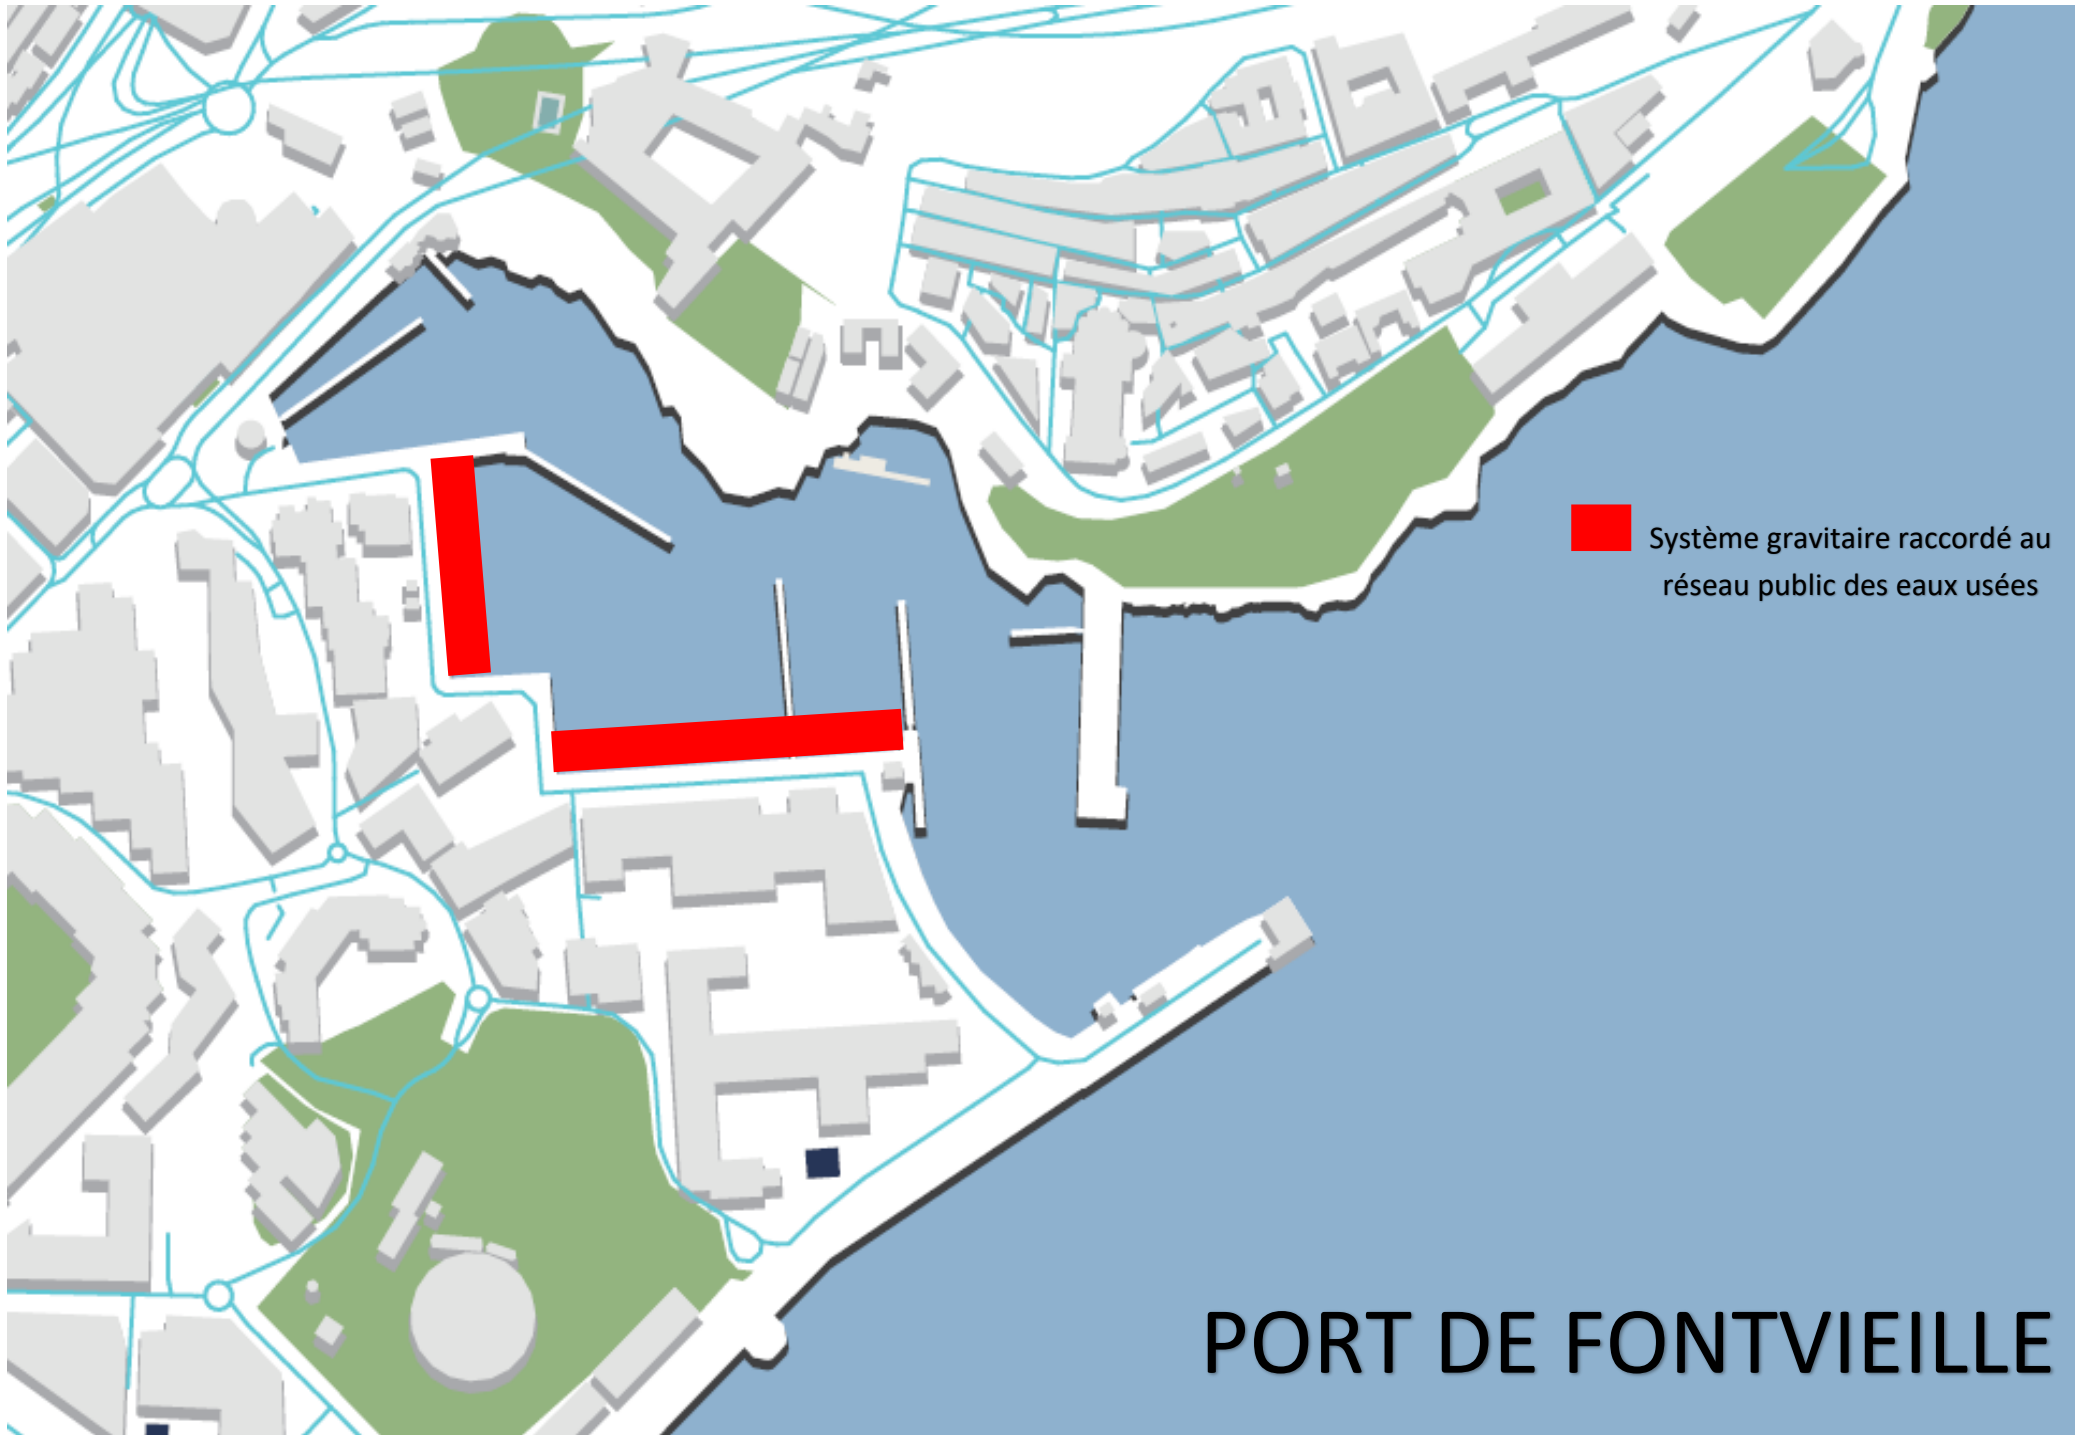 Système gravitaire raccordé au
réseau public des eaux usées
PORT DE FONTVIEILLE